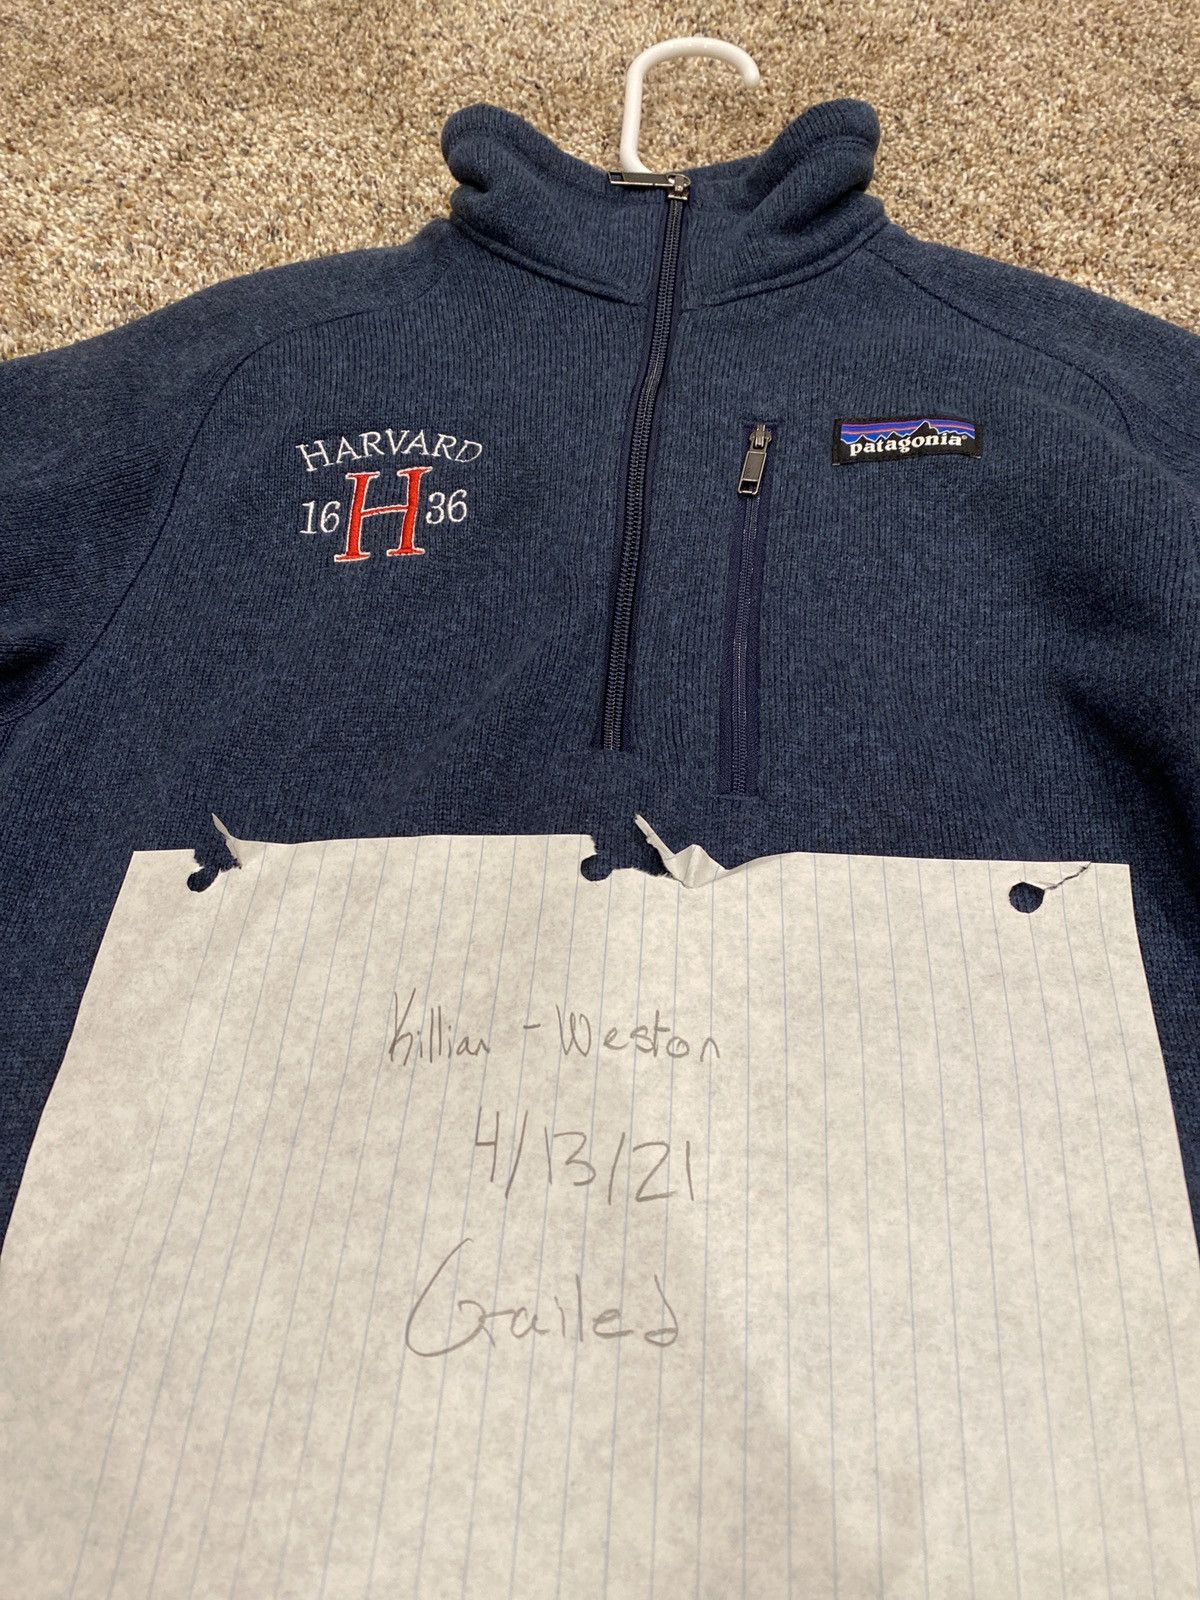 HARVARD
16 H 36
patagonia®
Killian - Weston
4/13/21
Grailed